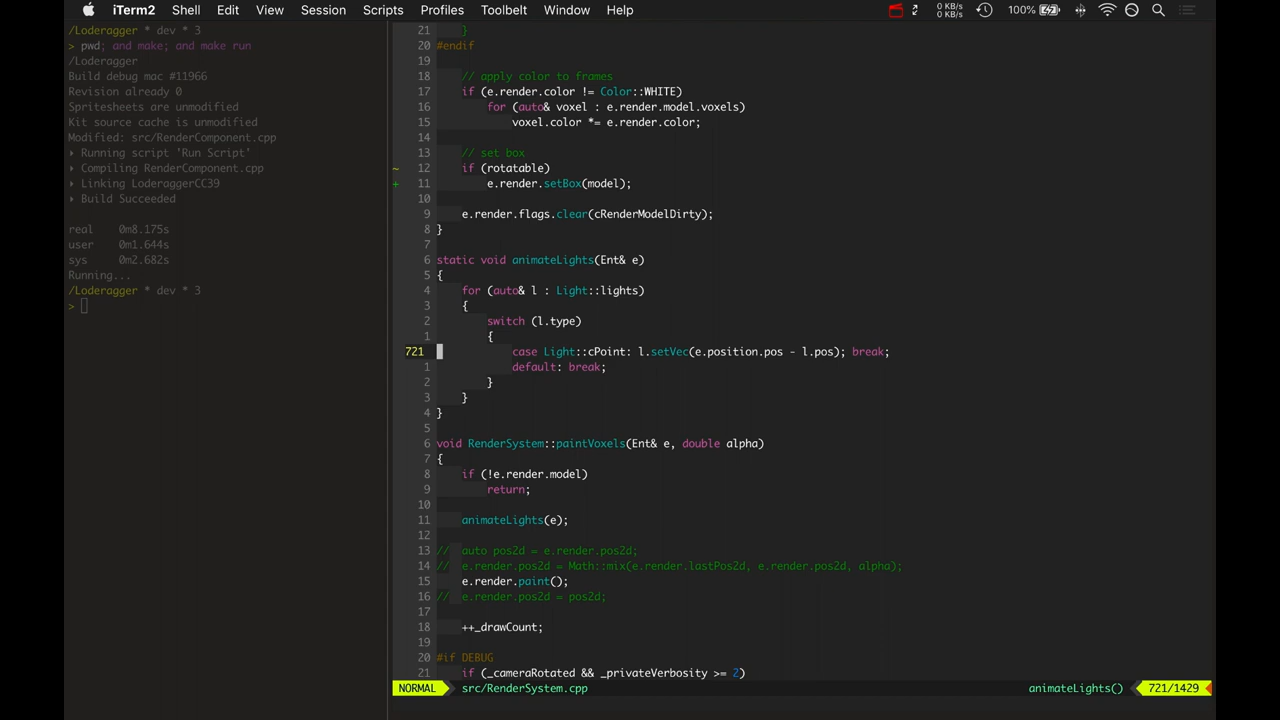 iTerm2 Shell Edit View Session Scripts Profiles Toolbelt Window Help 0 KB/s 0 KB/s 100%
/Loderagger * dev * 3
> pwd; and make; and make run
/Loderagger
Build debug mac #11966
Revision already 0
Spritesheets are unmodified
Kit source cache is unmodified
Modified: src/RenderComponent.cpp
▸ Running script 'Run Script'
▸ Compiling RenderComponent.cpp
▸ Linking LoderaggerCC39
▸ Build Succeeded
real 0m8.175s
user 0m1.644s
sys 0m2.682s
Running...
/Loderagger * dev * 3
>
21 }
20 #endif
19
18 // apply color to frames
17 if (e.render.color != Color::WHITE)
16 for (auto& voxel : e.render.model.voxels)
15 voxel.color *= e.render.color;
14
13 // set box
~ 12 if (rotatable)
+ 11 e.render.setBox(model);
10
9 e.render.flags.clear(cRenderModelDirty);
8 }
7
6 static void animateLights(Ent& e)
5 {
4 for (auto& l : Light::lights)
3 {
2 switch (l.type)
1 {
721 case Light::cPoint: l.setVec(e.position.pos - l.pos); break;
1 default: break;
2 }
3 }
4 }
5
6 void RenderSystem::paintVoxels(Ent& e, double alpha)
7 {
8 if (!e.render.model)
9 return;
10
11 animateLights(e);
12
13 // auto pos2d = e.render.pos2d;
14 // e.render.pos2d = Math::mix(e.render.lastPos2d, e.render.pos2d, alpha);
15 e.render.paint();
16 // e.render.pos2d = pos2d;
17
18 ++_drawCount;
19
20 #if DEBUG
21 if (_cameraRotated && _privateVerbosity >= 2)
NORMAL src/RenderSystem.cpp animateLights() 721/1429